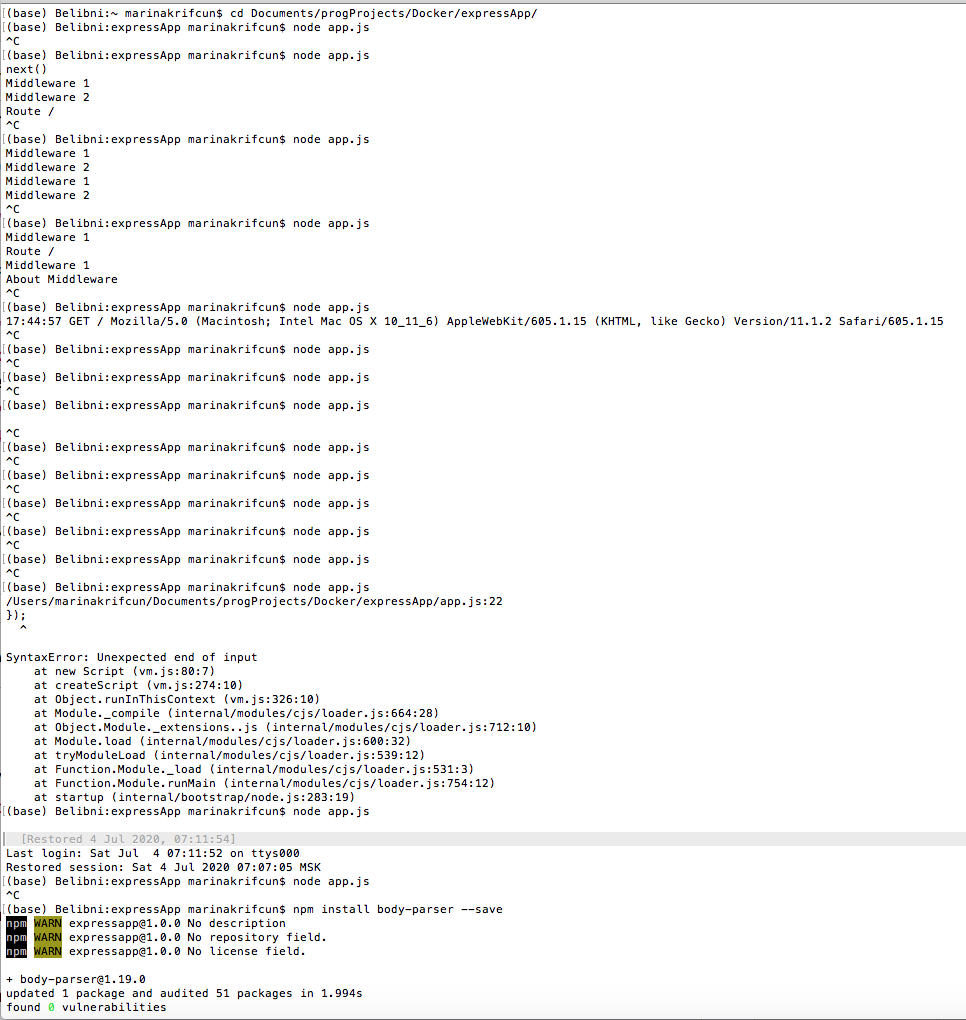 [(base) Belibni:~ marinakrifcun$ cd Documents/progProjects/Docker/expressApp/
[(base) Belibni:expressApp marinakrifcun$ node app.js
^C
[(base) Belibni:expressApp marinakrifcun$ node app.js
next()
Middleware 1
Middleware 2
Route /
^C
[(base) Belibni:expressApp marinakrifcun$ node app.js
Middleware 1
Middleware 2
Middleware 1
Middleware 2
^C
[(base) Belibni:expressApp marinakrifcun$ node app.js
Middleware 1
Route /
Middleware 1
About Middleware
^C
[(base) Belibni:expressApp marinakrifcun$ node app.js
17:44:57 GET / Mozilla/5.0 (Macintosh; Intel Mac OS X 10_11_6) AppleWebKit/605.1.15 (KHTML, like Gecko) Version/11.1.2 Safari/605.1.15
^C
[(base) Belibni:expressApp marinakrifcun$ node app.js
^C
[(base) Belibni:expressApp marinakrifcun$ node app.js
^C
[(base) Belibni:expressApp marinakrifcun$ node app.js

^C
[(base) Belibni:expressApp marinakrifcun$ node app.js
^C
[(base) Belibni:expressApp marinakrifcun$ node app.js
^C
[(base) Belibni:expressApp marinakrifcun$ node app.js
^C
[(base) Belibni:expressApp marinakrifcun$ node app.js
^C
[(base) Belibni:expressApp marinakrifcun$ node app.js
^C
[(base) Belibni:expressApp marinakrifcun$ node app.js
/Users/marinakrifcun/Documents/progProjects/Docker/expressApp/app.js:22
});
  ^

SyntaxError: Unexpected end of input
    at new Script (vm.js:80:7)
    at createScript (vm.js:274:10)
    at Object.runInThisContext (vm.js:326:10)
    at Module._compile (internal/modules/cjs/loader.js:664:28)
    at Object.Module._extensions..js (internal/modules/cjs/loader.js:712:10)
    at Module.load (internal/modules/cjs/loader.js:600:32)
    at tryModuleLoad (internal/modules/cjs/loader.js:539:12)
    at Function.Module._load (internal/modules/cjs/loader.js:531:3)
    at Function.Module.runMain (internal/modules/cjs/loader.js:754:12)
    at startup (internal/bootstrap/node.js:283:19)
[(base) Belibni:expressApp marinakrifcun$ node app.js

[Restored 4 Jul 2020, 07:11:54]
Last login: Sat Jul  4 07:11:52 on ttys000
Restored session: Sat 4 Jul 2020 07:07:05 MSK
[(base) Belibni:expressApp marinakrifcun$ node app.js
^C
[(base) Belibni:expressApp marinakrifcun$ npm install body-parser --save
npm WARN expressapp@1.0.0 No description
npm WARN expressapp@1.0.0 No repository field.
npm WARN expressapp@1.0.0 No license field.

+ body-parser@1.19.0
updated 1 package and audited 51 packages in 1.994s
found 0 vulnerabilities